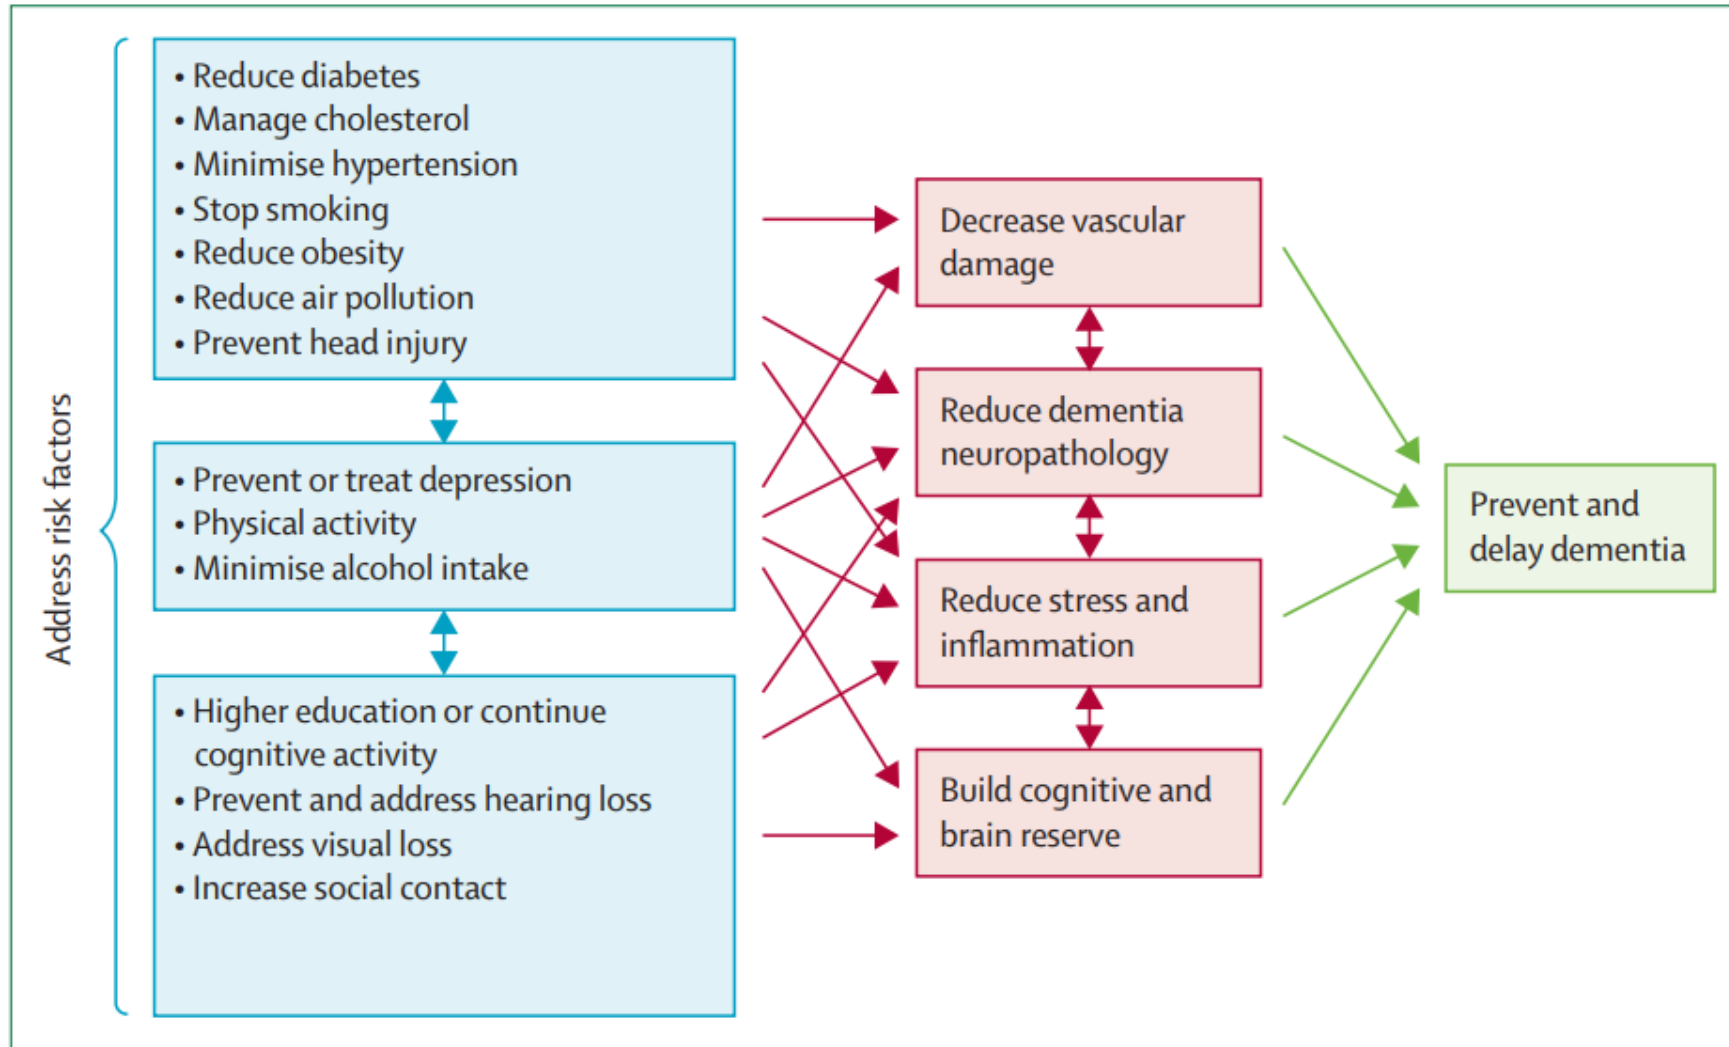 Address risk factors
• Reduce diabetes
• Manage cholesterol
• Minimise hypertension
• Stop smoking
• Reduce obesity
• Reduce air pollution
• Prevent head injury
• Prevent or treat depression
• Physical activity
• Minimise alcohol intake
• Higher education or continue
cognitive activity
• Prevent and address hearing loss
• Address visual loss
• Increase social contact
Decrease vascular
damage
Reduce dementia
neuropathology
Reduce stress and
inflammation
Build cognitive and
brain reserve
Prevent and
delay dementia